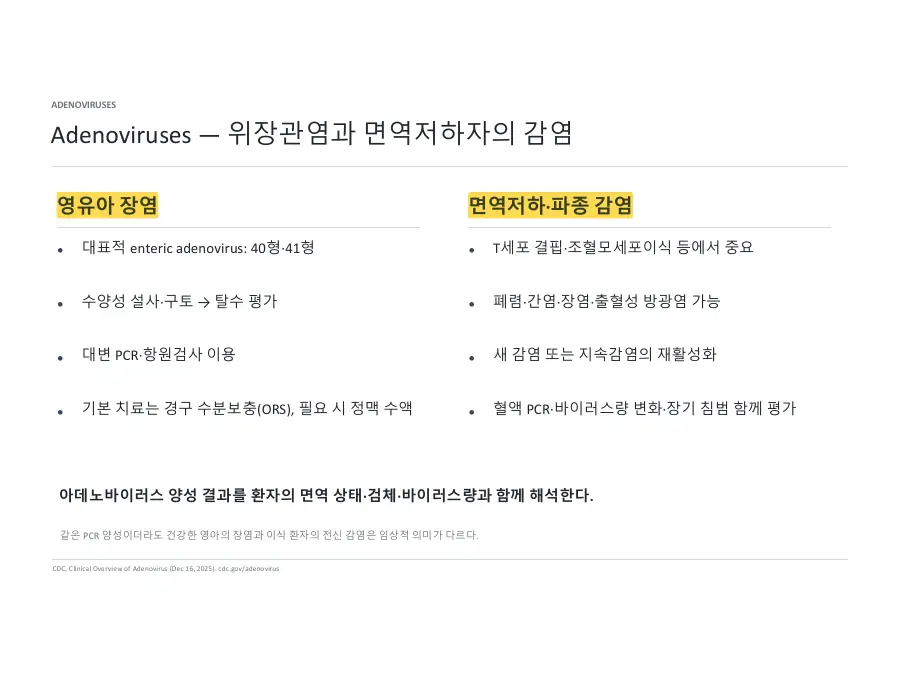 ADENOVIRUSES
Adenoviruses — 위장관염과 면역저하자의 감염
영유아 장염
• 대표적 enteric adenovirus: 40형·41형
• 수양성 설사·구토 → 탈수 평가
• 대변 PCR·항원검사 이용
• 기본 치료는 경구 수분보충(ORS), 필요 시 정맥 수액
면역저하·파종 감염
• T세포 결핍·조혈모세포이식 등에서 중요
• 폐렴·간염·장염·출혈성 방광염 가능
• 새 감염 또는 지속감염의 재활성화
• 혈액 PCR·바이러스량 변화·장기 침범 함께 평가
아데노바이러스 양성 결과를 환자의 면역 상태·검체·바이러스량과 함께 해석한다.
같은 PCR 양성이더라도 건강한 영아의 장염과 이식 환자의 전신 감염은 임상적 의미가 다르다.
CDC, Clinical Overview of Adenovirus (Dec 16, 2025). cdc.gov/adenovirus